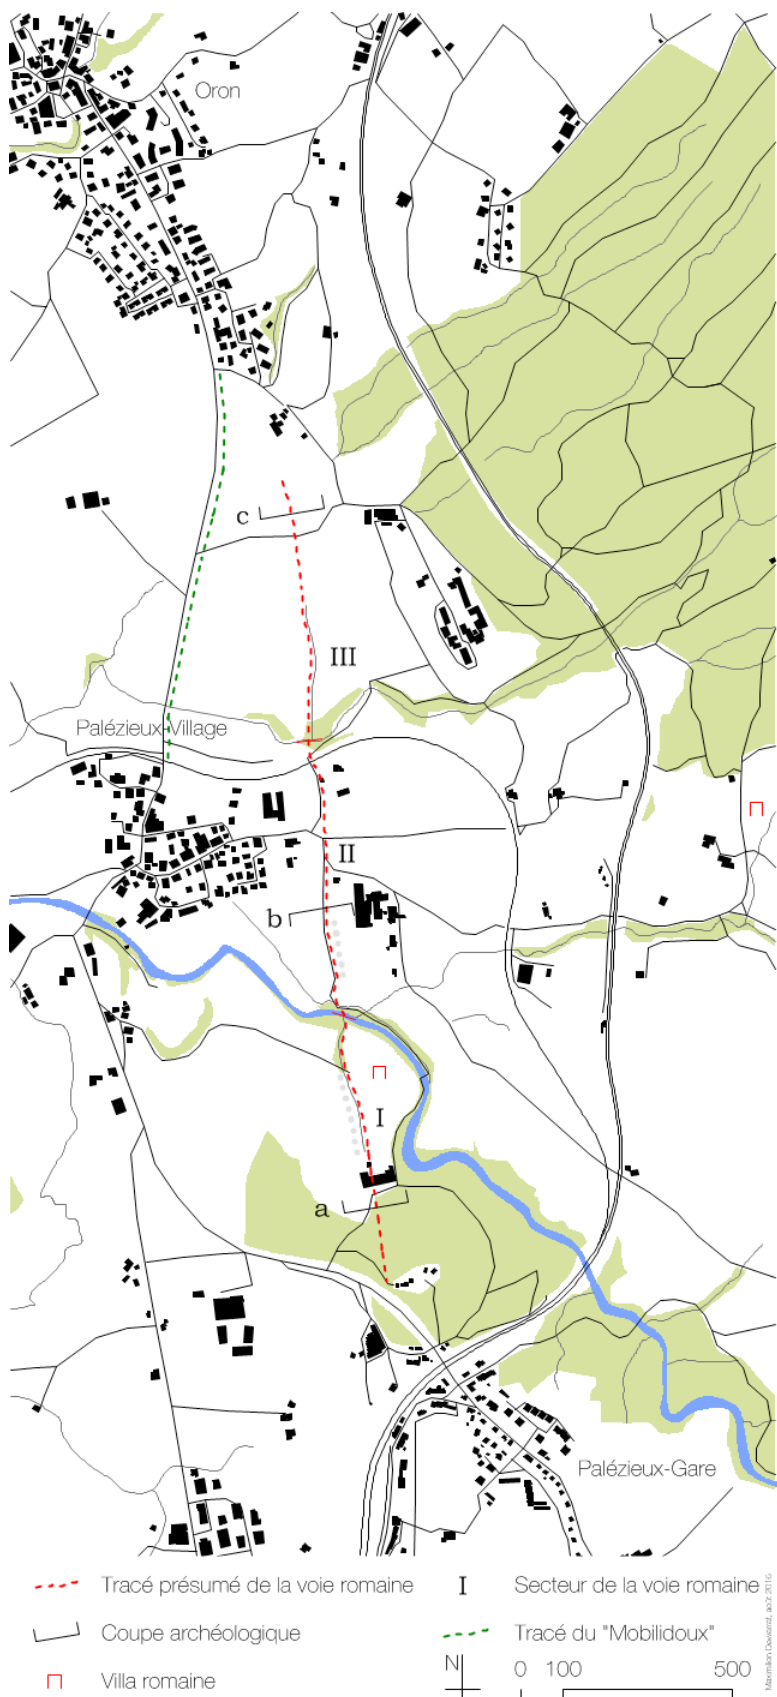 Oron
c
III
Palézieux-Village
II
b
I
a
Palézieux-Gare
Tracé présumé de la voie romaine
I Secteur de la voie romaine
Coupe archéologique
Tracé du "Mobilidoux"
Villa romaine
N
0 100 500